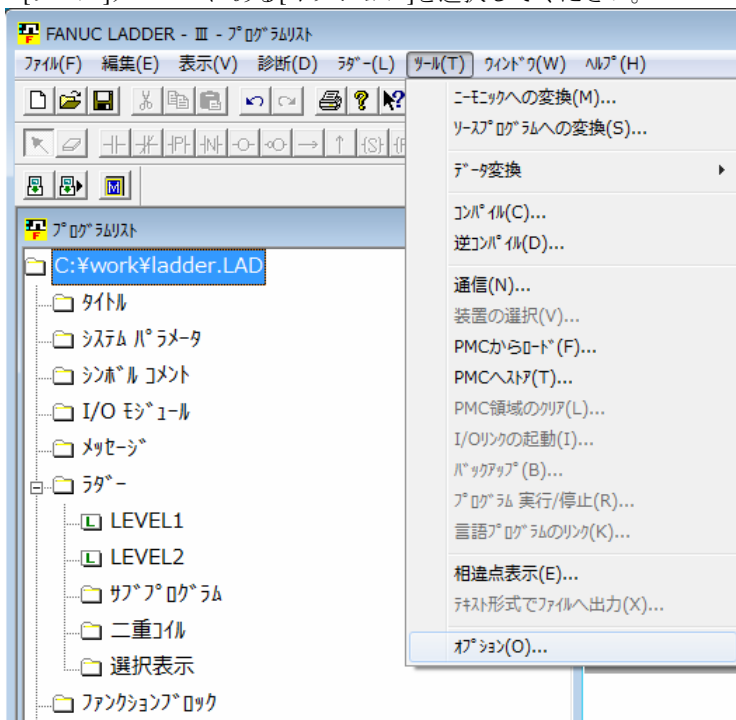 FANUC LADDER - Ⅲ - ﾌﾟﾛｸﾞﾗﾑﾘｽﾄ
ﾌｧｲﾙ(F) 編集(E) 表示(V) 診断(D) ﾗﾀﾞｰ(L) ﾂｰﾙ(T) ｳｨﾝﾄﾞｳ(W) ﾍﾙﾌﾟ(H)
ﾆｰﾓﾆｯｸへの変換(M)...
ｿｰｽﾌﾟﾛｸﾞﾗﾑへの変換(S)...
ﾃﾞｰﾀ変換
ｺﾝﾊﾟｲﾙ(C)...
逆ｺﾝﾊﾟｲﾙ(D)...
通信(N)...
装置の選択(V)...
PMCからﾛｰﾄﾞ(F)...
PMCへｽﾄｱ(T)...
PMC領域のｸﾘｱ(L)...
I/Oﾘﾝｸの起動(I)...
ﾊﾞｯｸｱｯﾌﾟ(B)...
ﾌﾟﾛｸﾞﾗﾑ 実行/停止(R)...
言語ﾌﾟﾛｸﾞﾗﾑのﾘﾝｸ(K)...
相違点表示(E)...
ﾃｷｽﾄ形式でﾌｧｲﾙへ出力(X)...
ｵﾌﾟｼｮﾝ(O)...
ﾌﾟﾛｸﾞﾗﾑﾘｽﾄ
C:¥work¥ladder.LAD
ﾀｲﾄﾙ
ｼｽﾃﾑ ﾊﾟﾗﾒｰﾀ
ｼﾝﾎﾞﾙ ｺﾒﾝﾄ
I/O ﾓｼﾞｭｰﾙ
ﾒｯｾｰｼﾞ
ﾗﾀﾞｰ
LEVEL1
LEVEL2
ｻﾌﾞﾌﾟﾛｸﾞﾗﾑ
二重ｺｲﾙ
選択表示
ﾌｧﾝｸｼｮﾝﾌﾞﾛｯｸ